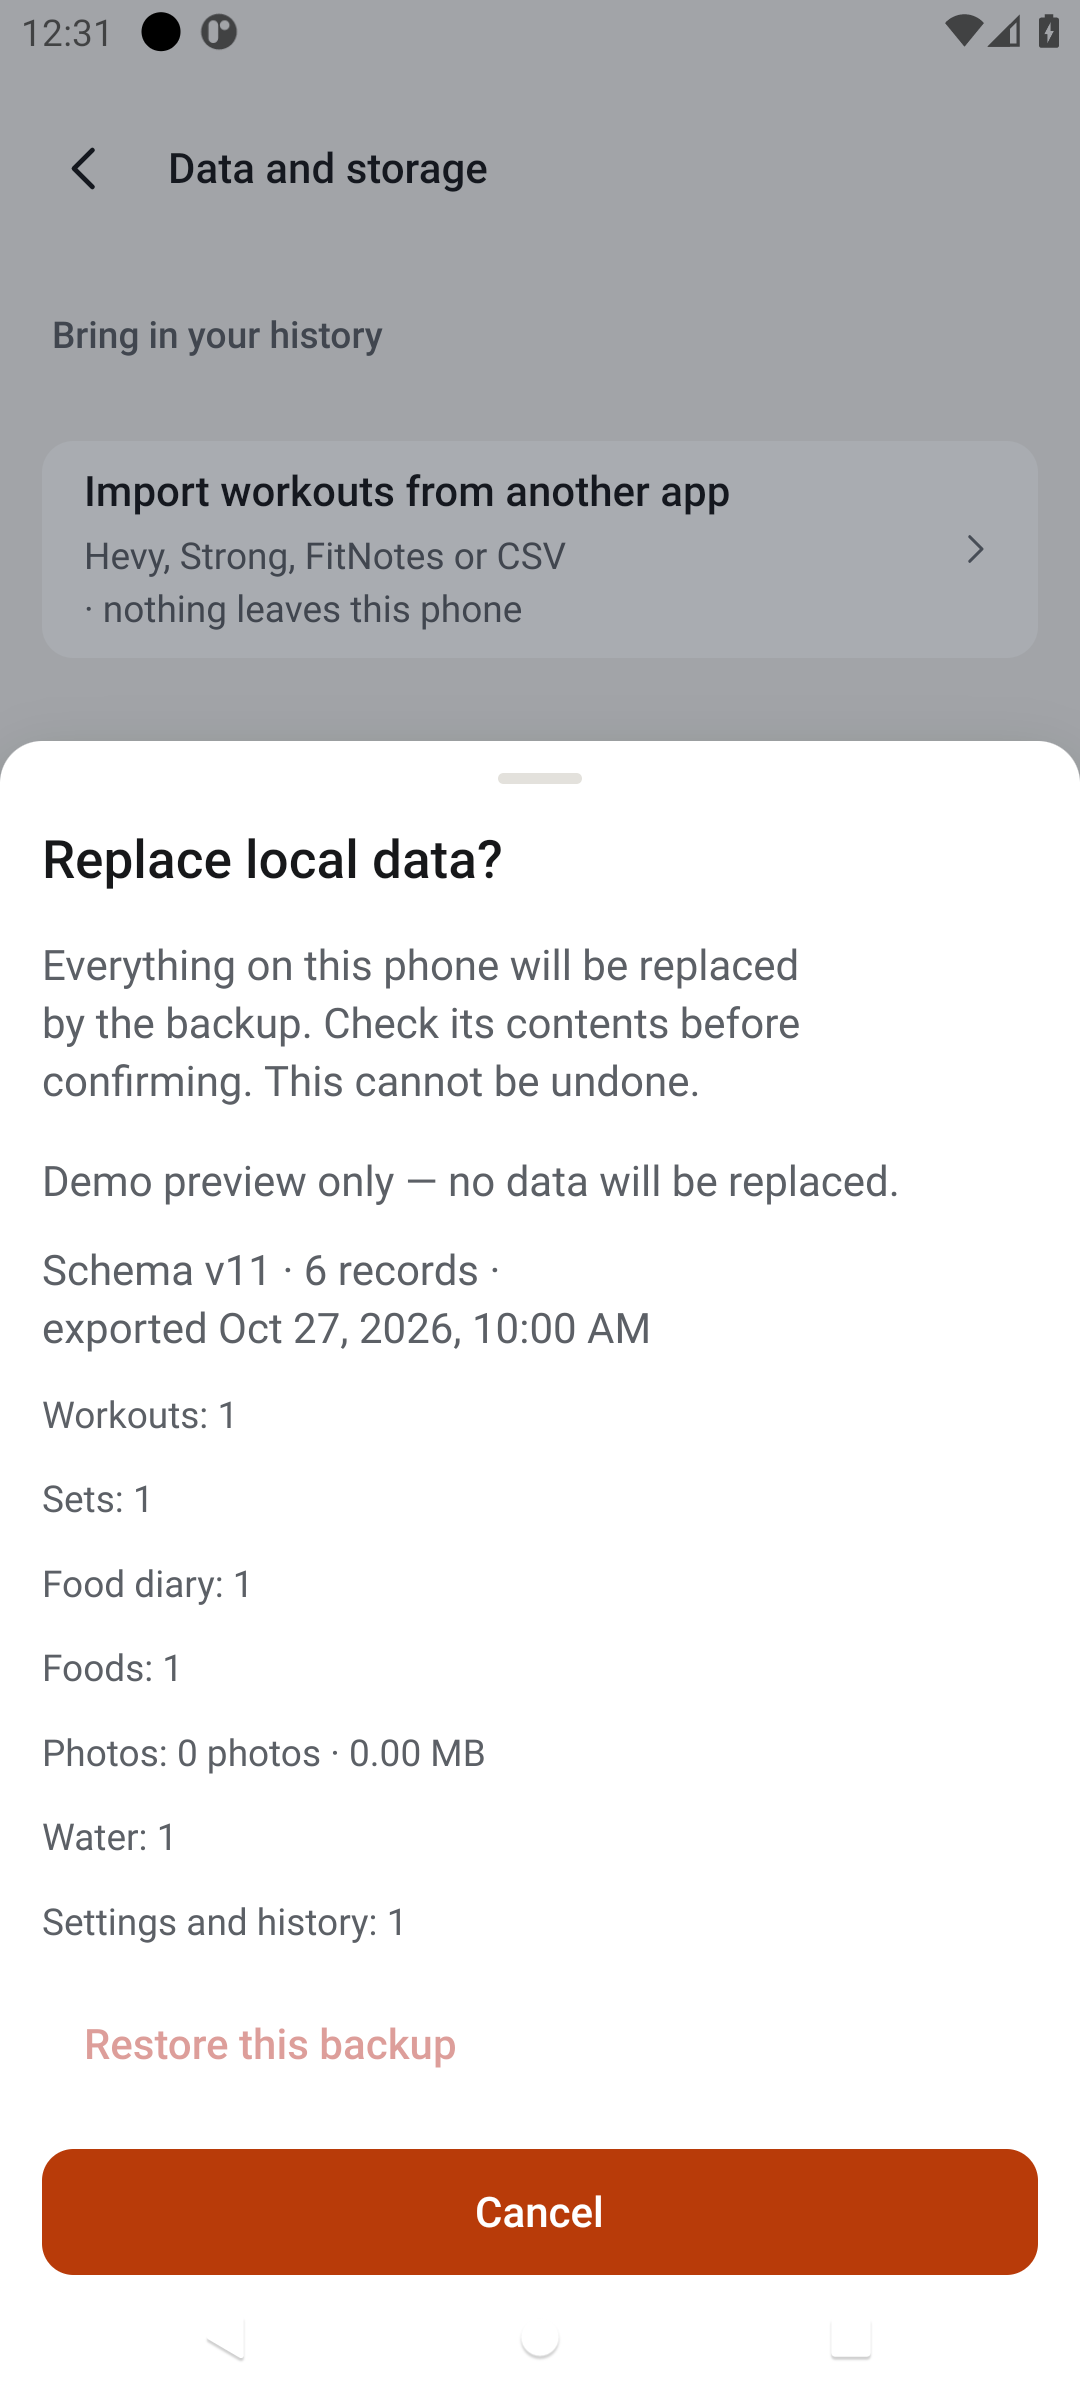 12:31
Data and storage
Bring in your history
Import workouts from another app
Hevy, Strong, FitNotes or CSV
· nothing leaves this phone
Replace local data?
Everything on this phone will be replaced
by the backup. Check its contents before
confirming. This cannot be undone.
Demo preview only — no data will be replaced.
Schema v11 · 6 records ·
exported Oct 27, 2026, 10:00 AM
Workouts: 1
Sets: 1
Food diary: 1
Foods: 1
Photos: 0 photos · 0.00 MB
Water: 1
Settings and history: 1
Restore this backup
Cancel